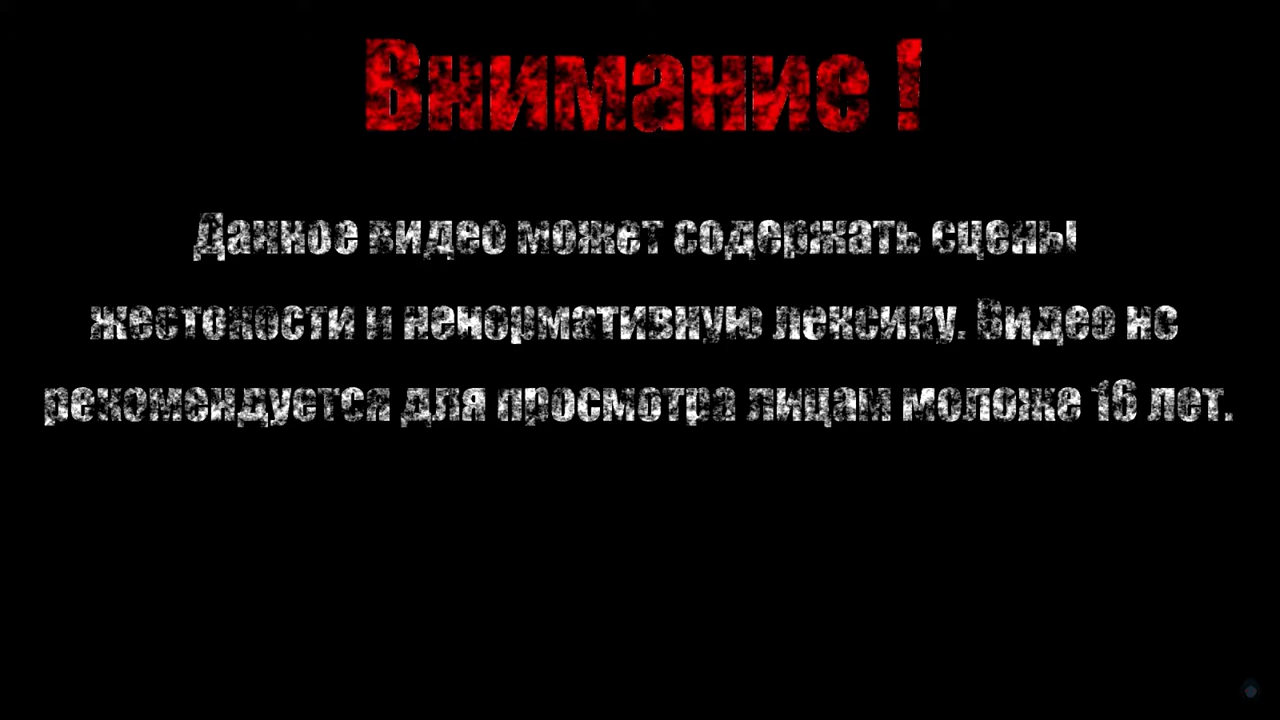 Внимание !
Данное видео может содержать сцены
жестокости и ненормативную лексику. Видео не
рекомендуется для просмотра лицам моложе 16 лет.